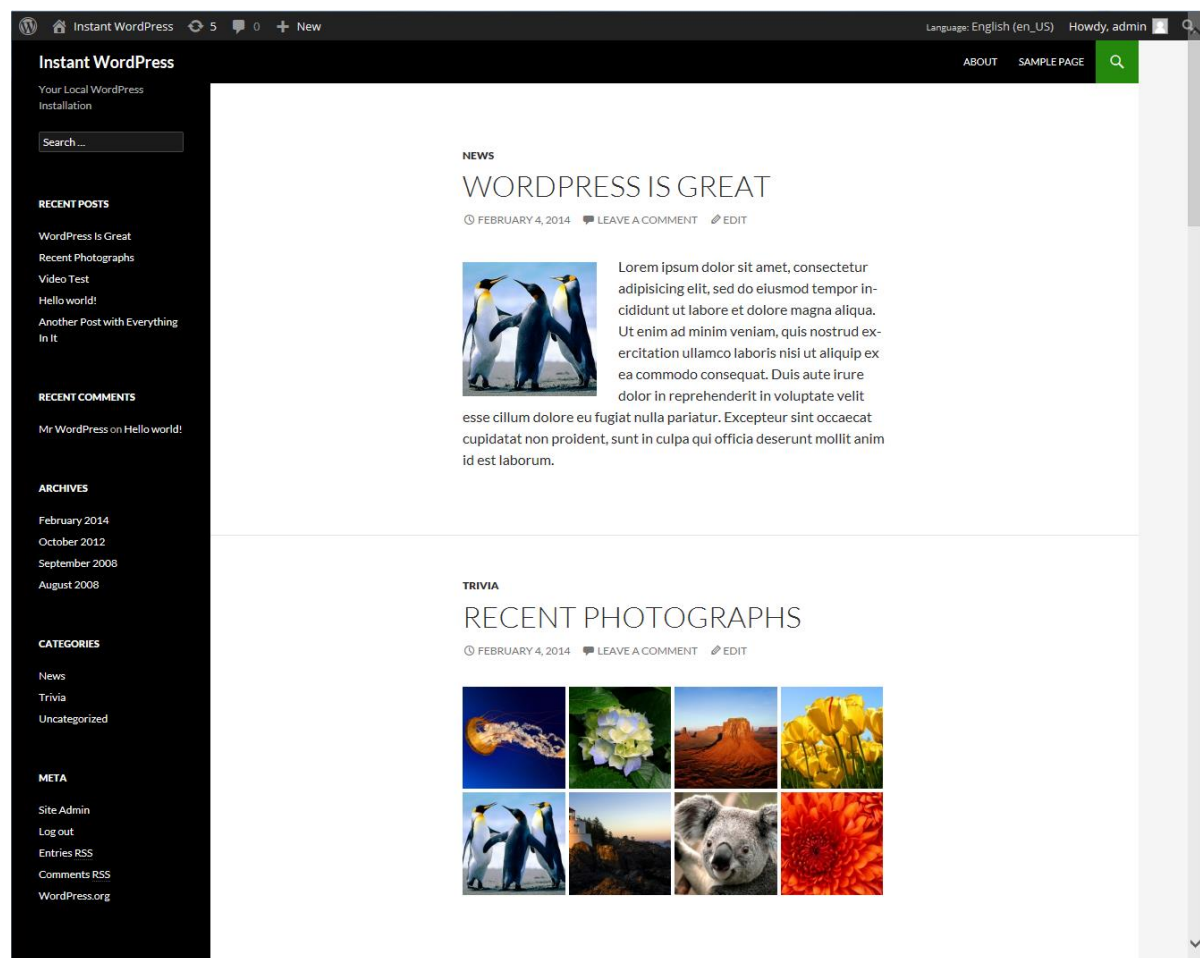 Instant WordPress 5 0 + New Language: English (en_US) Howdy, admin
Instant WordPress
ABOUT SAMPLE PAGE
Your Local WordPress
Installation
Search ...
RECENT POSTS
WordPress Is Great
Recent Photographs
Video Test
Hello world!
Another Post with Everything
In It
RECENT COMMENTS
Mr WordPress on Hello world!
ARCHIVES
February 2014
October 2012
September 2008
August 2008
CATEGORIES
News
Trivia
Uncategorized
META
Site Admin
Log out
Entries RSS
Comments RSS
WordPress.org
NEWS
WORDPRESS IS GREAT
FEBRUARY 4, 2014 LEAVE A COMMENT EDIT
Lorem ipsum dolor sit amet, consectetur
adipisicing elit, sed do eiusmod tempor in-
cididunt ut labore et dolore magna aliqua.
Ut enim ad minim veniam, quis nostrud ex-
ercitation ullamco laboris nisi ut aliquip ex
ea commodo consequat. Duis aute irure
dolor in reprehenderit in voluptate velit
esse cillum dolore eu fugiat nulla pariatur. Excepteur sint occaecat
cupidatat non proident, sunt in culpa qui officia deserunt mollit anim
id est laborum.
TRIVIA
RECENT PHOTOGRAPHS
FEBRUARY 4, 2014 LEAVE A COMMENT EDIT